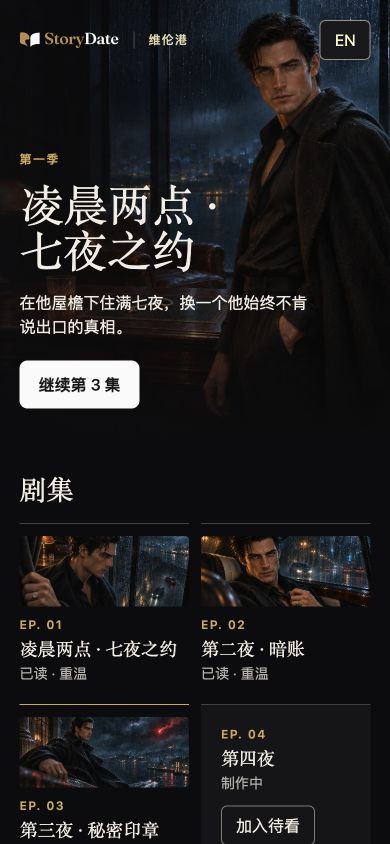 StoryDate
维伦港
EN
第一季
凌晨两点 ·
七夜之约
在他屋檐下住满七夜，换一个他始终不肯
说出口的真相。
继续第 3 集
剧集
EP. 01
凌晨两点 · 七夜之约
已读 · 重温
EP. 02
第二夜 · 暗账
已读 · 重温
EP. 03
第三夜 · 秘密印章
EP. 04
第四夜
制作中
加入待看